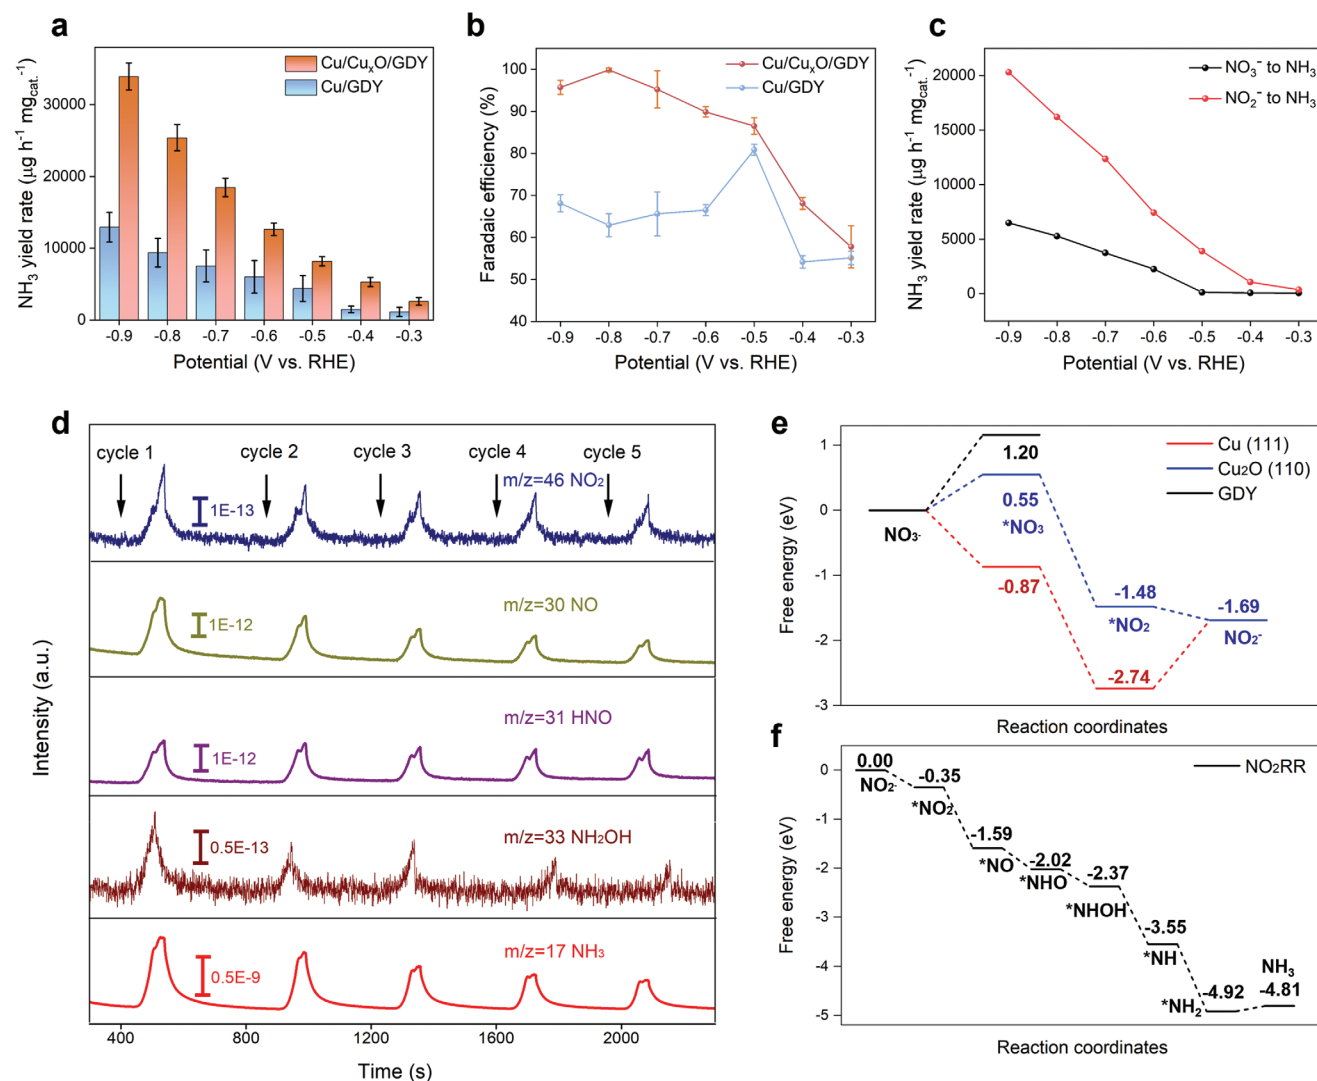 a
Cu/CuxO/GDY
Cu/GDY
NH3 yield rate (µg h-1 mgcat.-1)
30000
20000
10000
0
-0.9 -0.8 -0.7 -0.6 -0.5 -0.4 -0.3
Potential (V vs. RHE)
b
Cu/CuxO/GDY
Cu/GDY
Faradaic efficiency (%)
100
90
80
70
60
50
40
-0.9 -0.8 -0.7 -0.6 -0.5 -0.4 -0.3
Potential (V vs. RHE)
c
NO3- to NH3
NO2- to NH3
NH3 yield rate (µg h-1 mgcat.-1)
20000
15000
10000
5000
0
-0.9 -0.8 -0.7 -0.6 -0.5 -0.4 -0.3
Potential (V vs. RHE)
d
cycle 1 cycle 2 cycle 3 cycle 4 cycle 5
m/z=46 NO2
1E-13
m/z=30 NO
1E-12
m/z=31 HNO
1E-12
m/z=33 NH2OH
0.5E-13
m/z=17 NH3
0.5E-9
Intensity (a.u.)
400 800 1200 1600 2000
Time (s)
e
Cu (111)
Cu2O (110)
GDY
Free energy (eV)
1
0
-1
-2
-3
1.20
0.55
*NO3
NO3-
-0.87
-1.48
*NO2
-1.69
NO2-
-2.74
Reaction coordinates
f
NO2RR
Free energy (eV)
0
-1
-2
-3
-4
-5
0.00
NO2-
-0.35
*NO2
-1.59
*NO
-2.02
*NHO
-2.37
*NHOH
-3.55
*NH
*NH2
-4.92
NH3
-4.81
Reaction coordinates